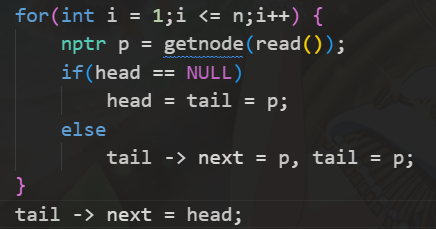 for(int i = 1;i <= n;i++) {
    nptr p = getnode(read());
    if(head == NULL)
        head = tail = p;
    else
        tail -> next = p, tail = p;
}
tail -> next = head;